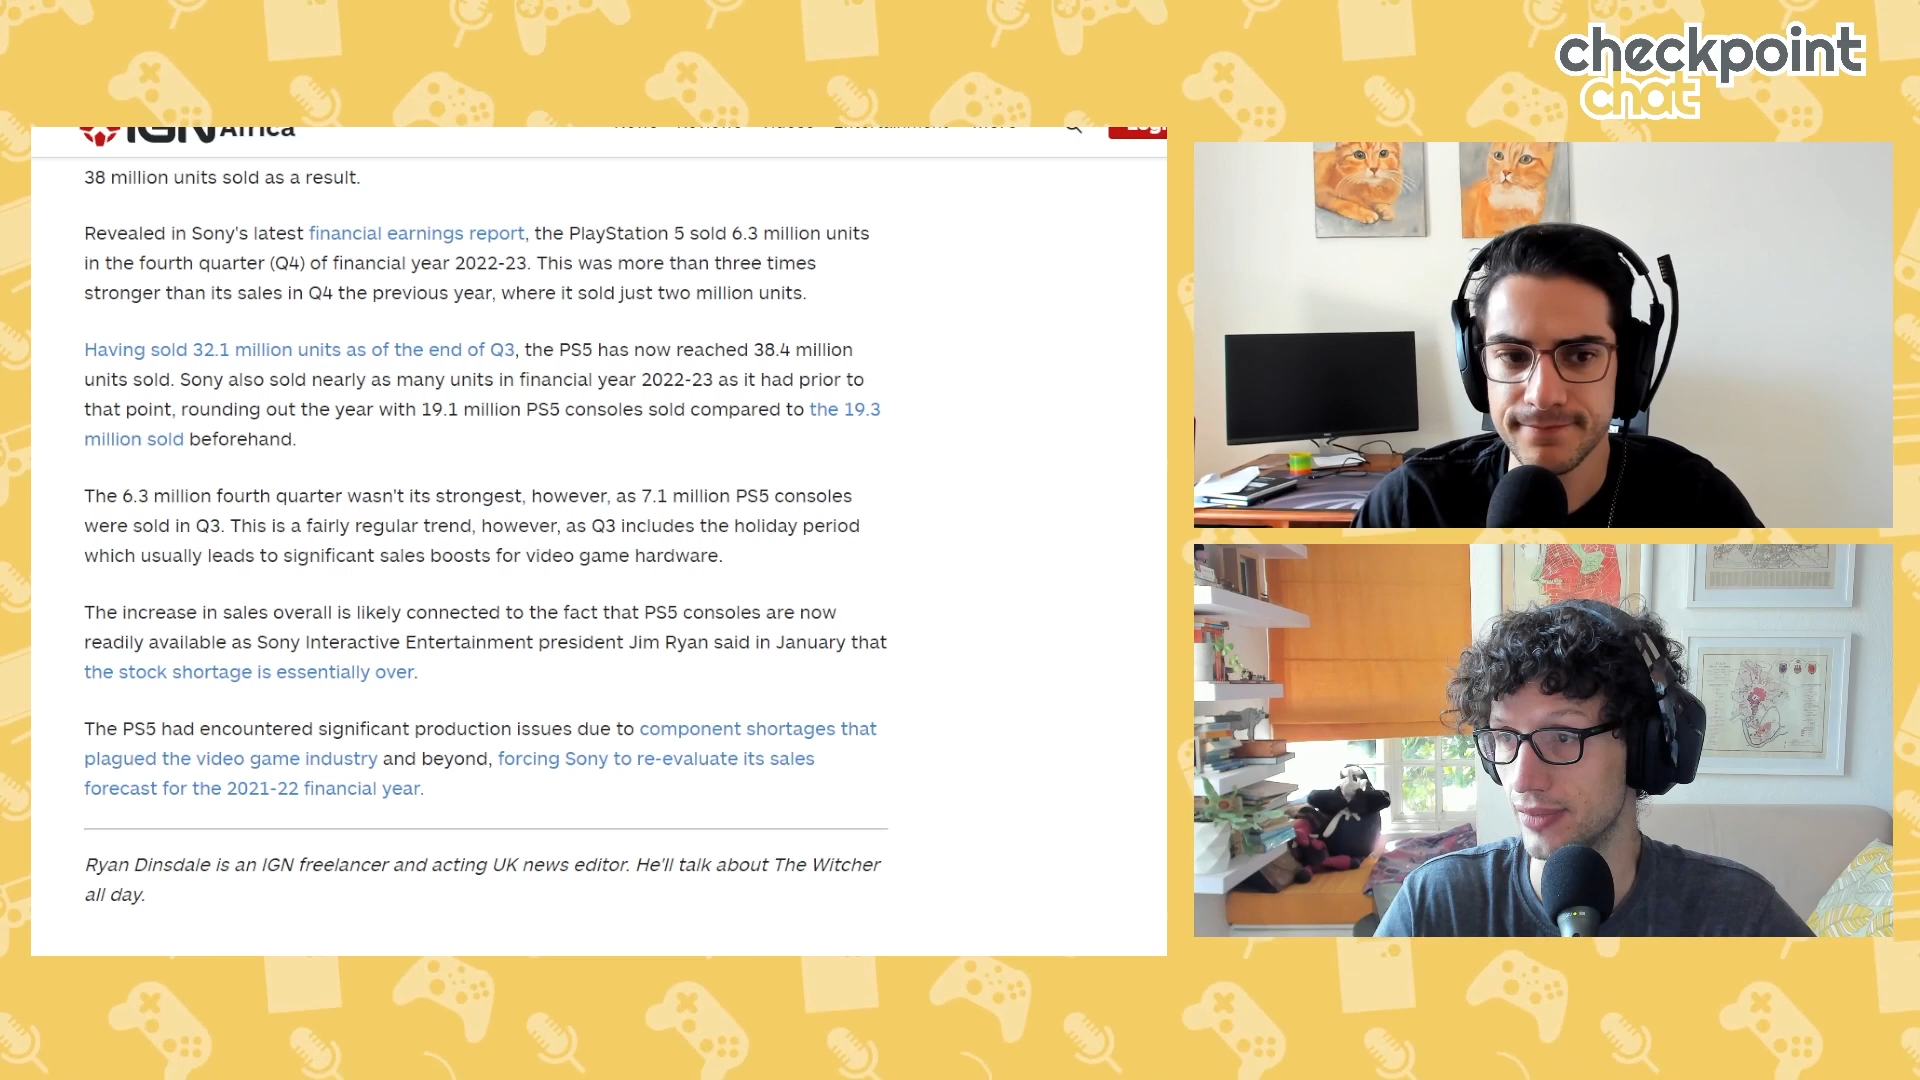 checkpoint
chat
IGN Africa
38 million units sold as a result.
Revealed in Sony's latest financial earnings report, the PlayStation 5 sold 6.3 million units
in the fourth quarter (Q4) of financial year 2022-23. This was more than three times
stronger than its sales in Q4 the previous year, where it sold just two million units.
Having sold 32.1 million units as of the end of Q3, the PS5 has now reached 38.4 million
units sold. Sony also sold nearly as many units in financial year 2022-23 as it had prior to
that point, rounding out the year with 19.1 million PS5 consoles sold compared to the 19.3
million sold beforehand.
The 6.3 million fourth quarter wasn't its strongest, however, as 7.1 million PS5 consoles
were sold in Q3. This is a fairly regular trend, however, as Q3 includes the holiday period
which usually leads to significant sales boosts for video game hardware.
The increase in sales overall is likely connected to the fact that PS5 consoles are now
readily available as Sony Interactive Entertainment president Jim Ryan said in January that
the stock shortage is essentially over.
The PS5 had encountered significant production issues due to component shortages that
plagued the video game industry and beyond, forcing Sony to re-evaluate its sales
forecast for the 2021-22 financial year.
Ryan Dinsdale is an IGN freelancer and acting UK news editor. He'll talk about The Witcher
all day.